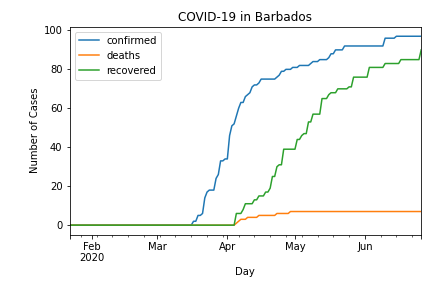 COVID-19 in Barbados
100
80
60
40
20
0
Number of Cases
confirmed
deaths
recovered
Feb
2020
Mar
Apr
May
Jun
Day